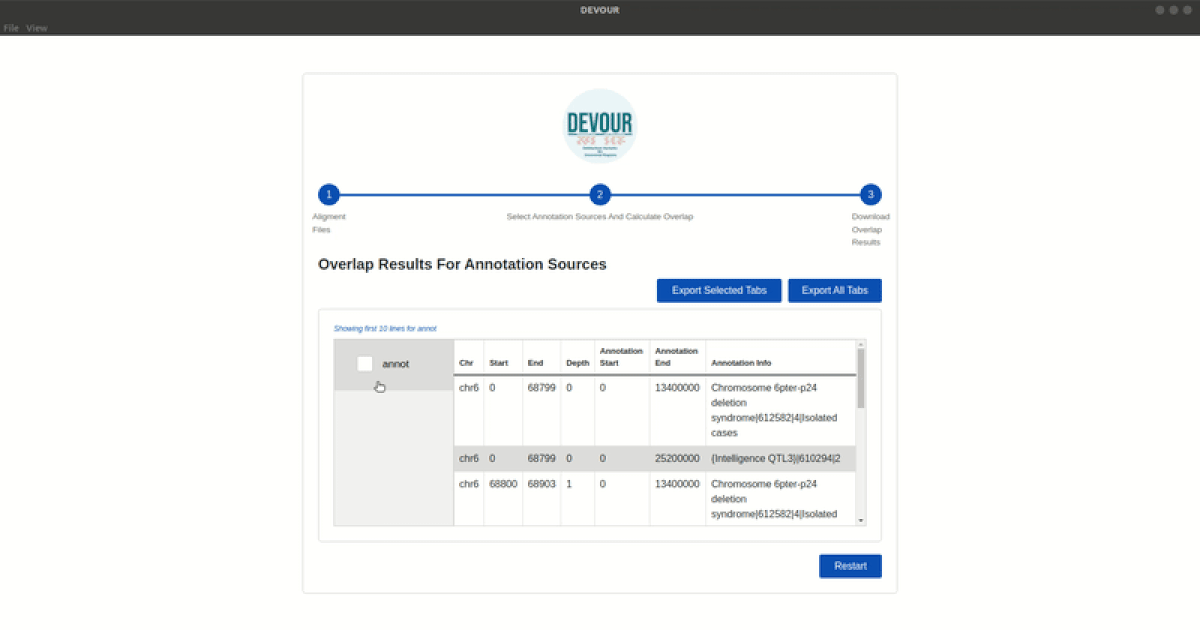 DEVOUR
File View
DEVOUR
1
2
3
Aligment
Files
Select Annotation Sources And Calculate Overlap
Download
Overlap
Results
Overlap Results For Annotation Sources
Export Selected Tabs
Export All Tabs
Showing first 10 lines for annot
annot
Chr Start End Depth Annotation Start Annotation End Annotation Info
chr6 0 68799 0 0 13400000 Chromosome 6pter-p24
deletion
syndrome|612582|4|Isolated
cases
chr6 0 68799 0 0 25200000 {Intelligence QTL3}|610294|2
chr6 68800 68903 1 0 13400000 Chromosome 6pter-p24
deletion
syndrome|612582|4|Isolated
Restart